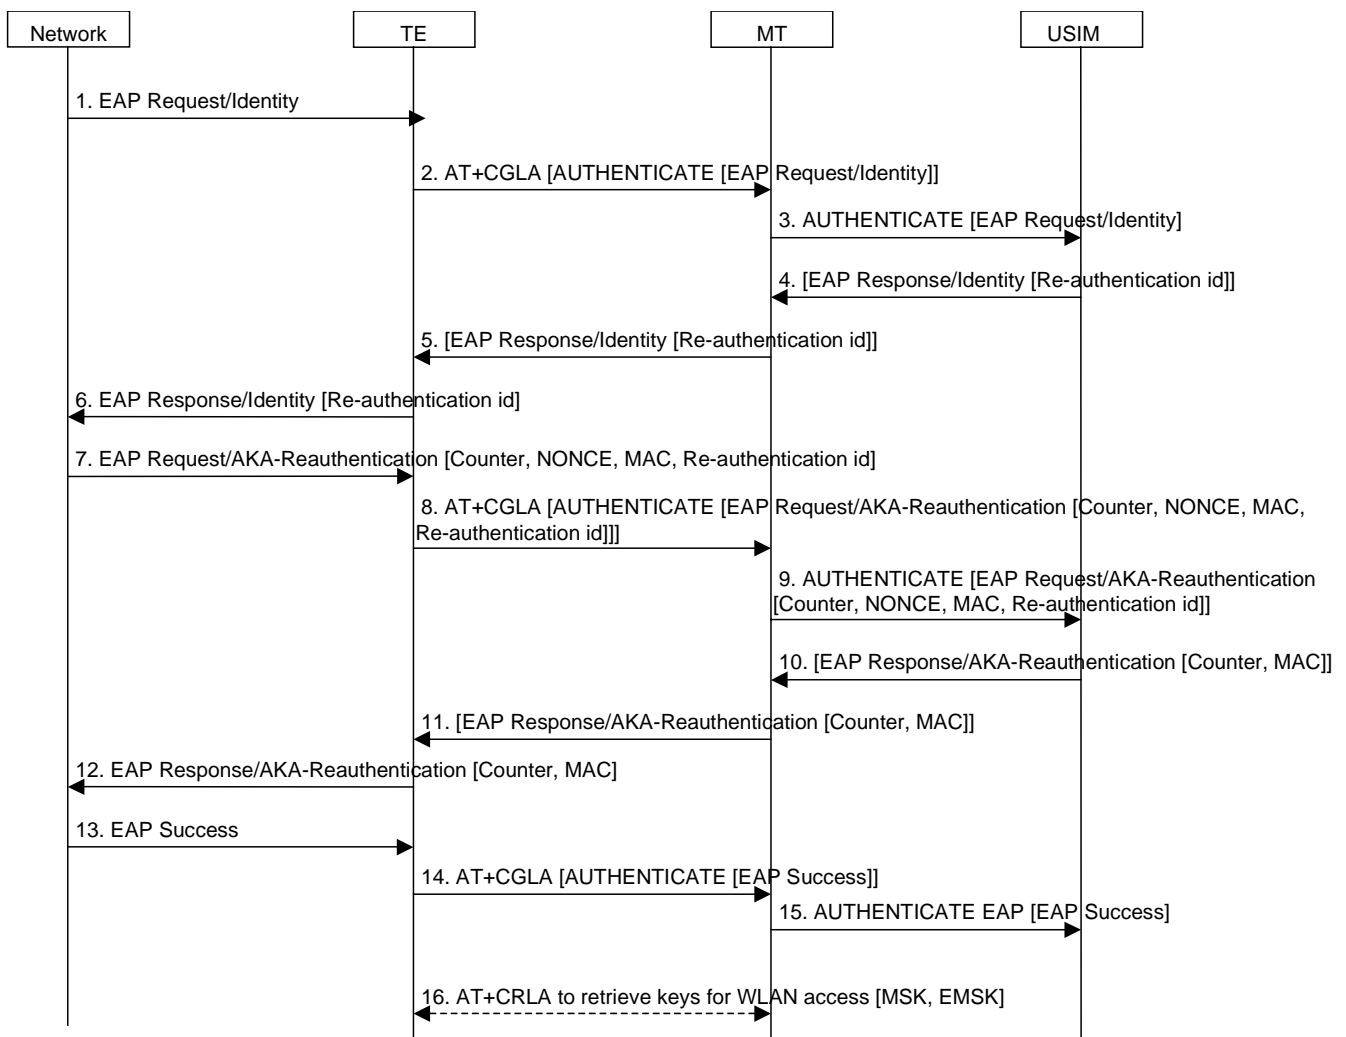 Network
TE
MT
USIM
1. EAP Request/Identity
2. AT+CGLA [AUTHENTICATE [EAP Request/Identity]]
3. AUTHENTICATE [EAP Request/Identity]
4. [EAP Response/Identity [Re-authentication id]]
5. [EAP Response/Identity [Re-authentication id]]
6. EAP Response/Identity [Re-authentication id]
7. EAP Request/AKA-Reauthentication [Counter, NONCE, MAC, Re-authentication id]
8. AT+CGLA [AUTHENTICATE [EAP Request/AKA-Reauthentication [Counter, NONCE, MAC,
Re-authentication id]]]
9. AUTHENTICATE [EAP Request/AKA-Reauthentication
[Counter, NONCE, MAC, Re-authentication id]]
10. [EAP Response/AKA-Reauthentication [Counter, MAC]]
11. [EAP Response/AKA-Reauthentication [Counter, MAC]]
12. EAP Response/AKA-Reauthentication [Counter, MAC]
13. EAP Success
14. AT+CGLA [AUTHENTICATE [EAP Success]]
15. AUTHENTICATE EAP [EAP Success]
16. AT+CRLA to retrieve keys for WLAN access [MSK, EMSK]